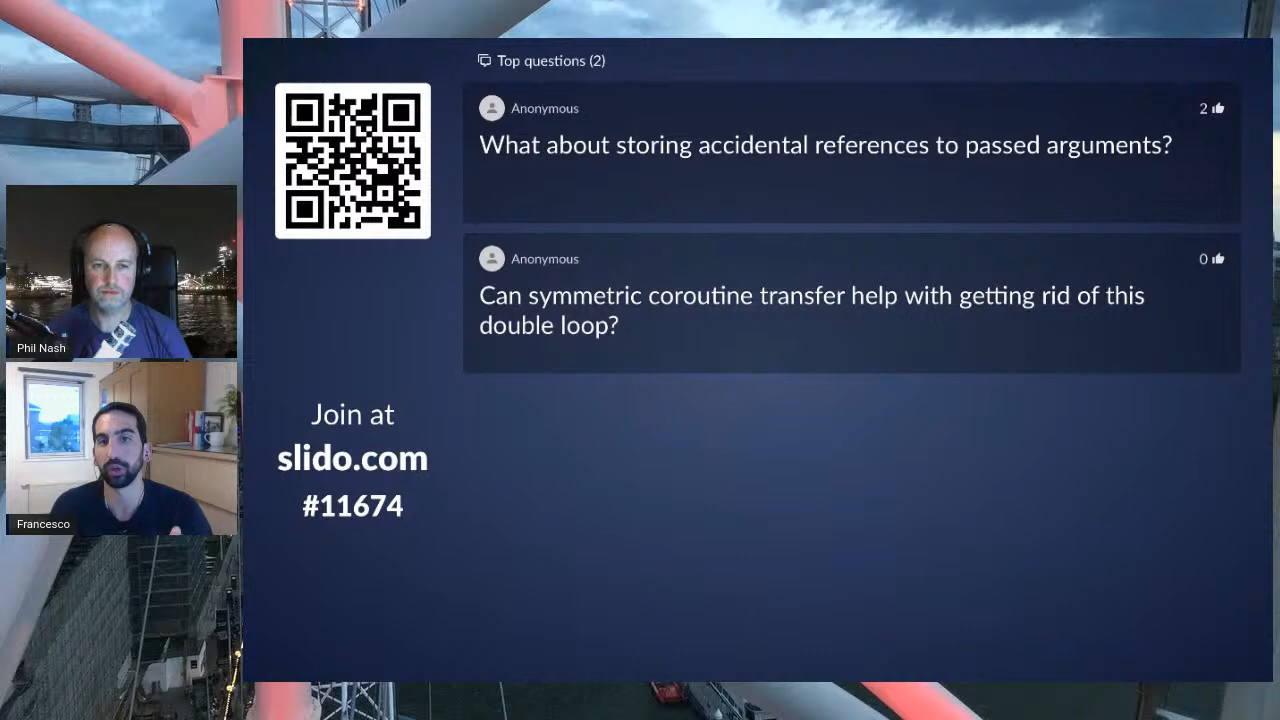 Top questions (2)
Anonymous
2
What about storing accidental references to passed arguments?
Anonymous
0
Can symmetric coroutine transfer help with getting rid of this
double loop?
Phil Nash
Join at
slido.com
#11674
Francesco